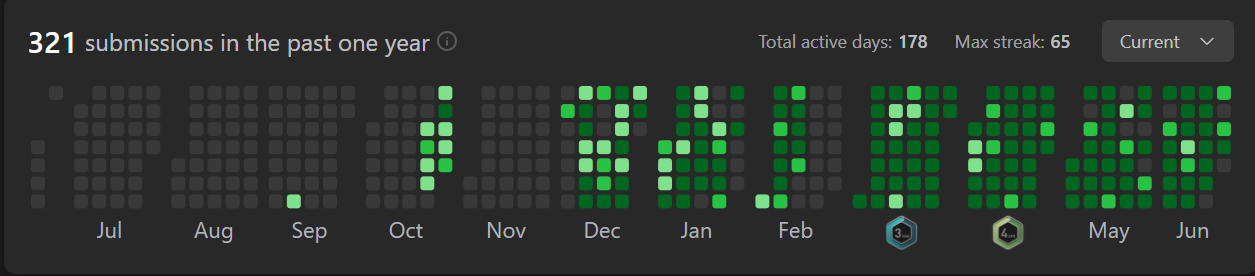 321 submissions in the past one year
Total active days: 178 Max streak: 65 Current
Jul Aug Sep Oct Nov Dec Jan Feb 3 4 May Jun